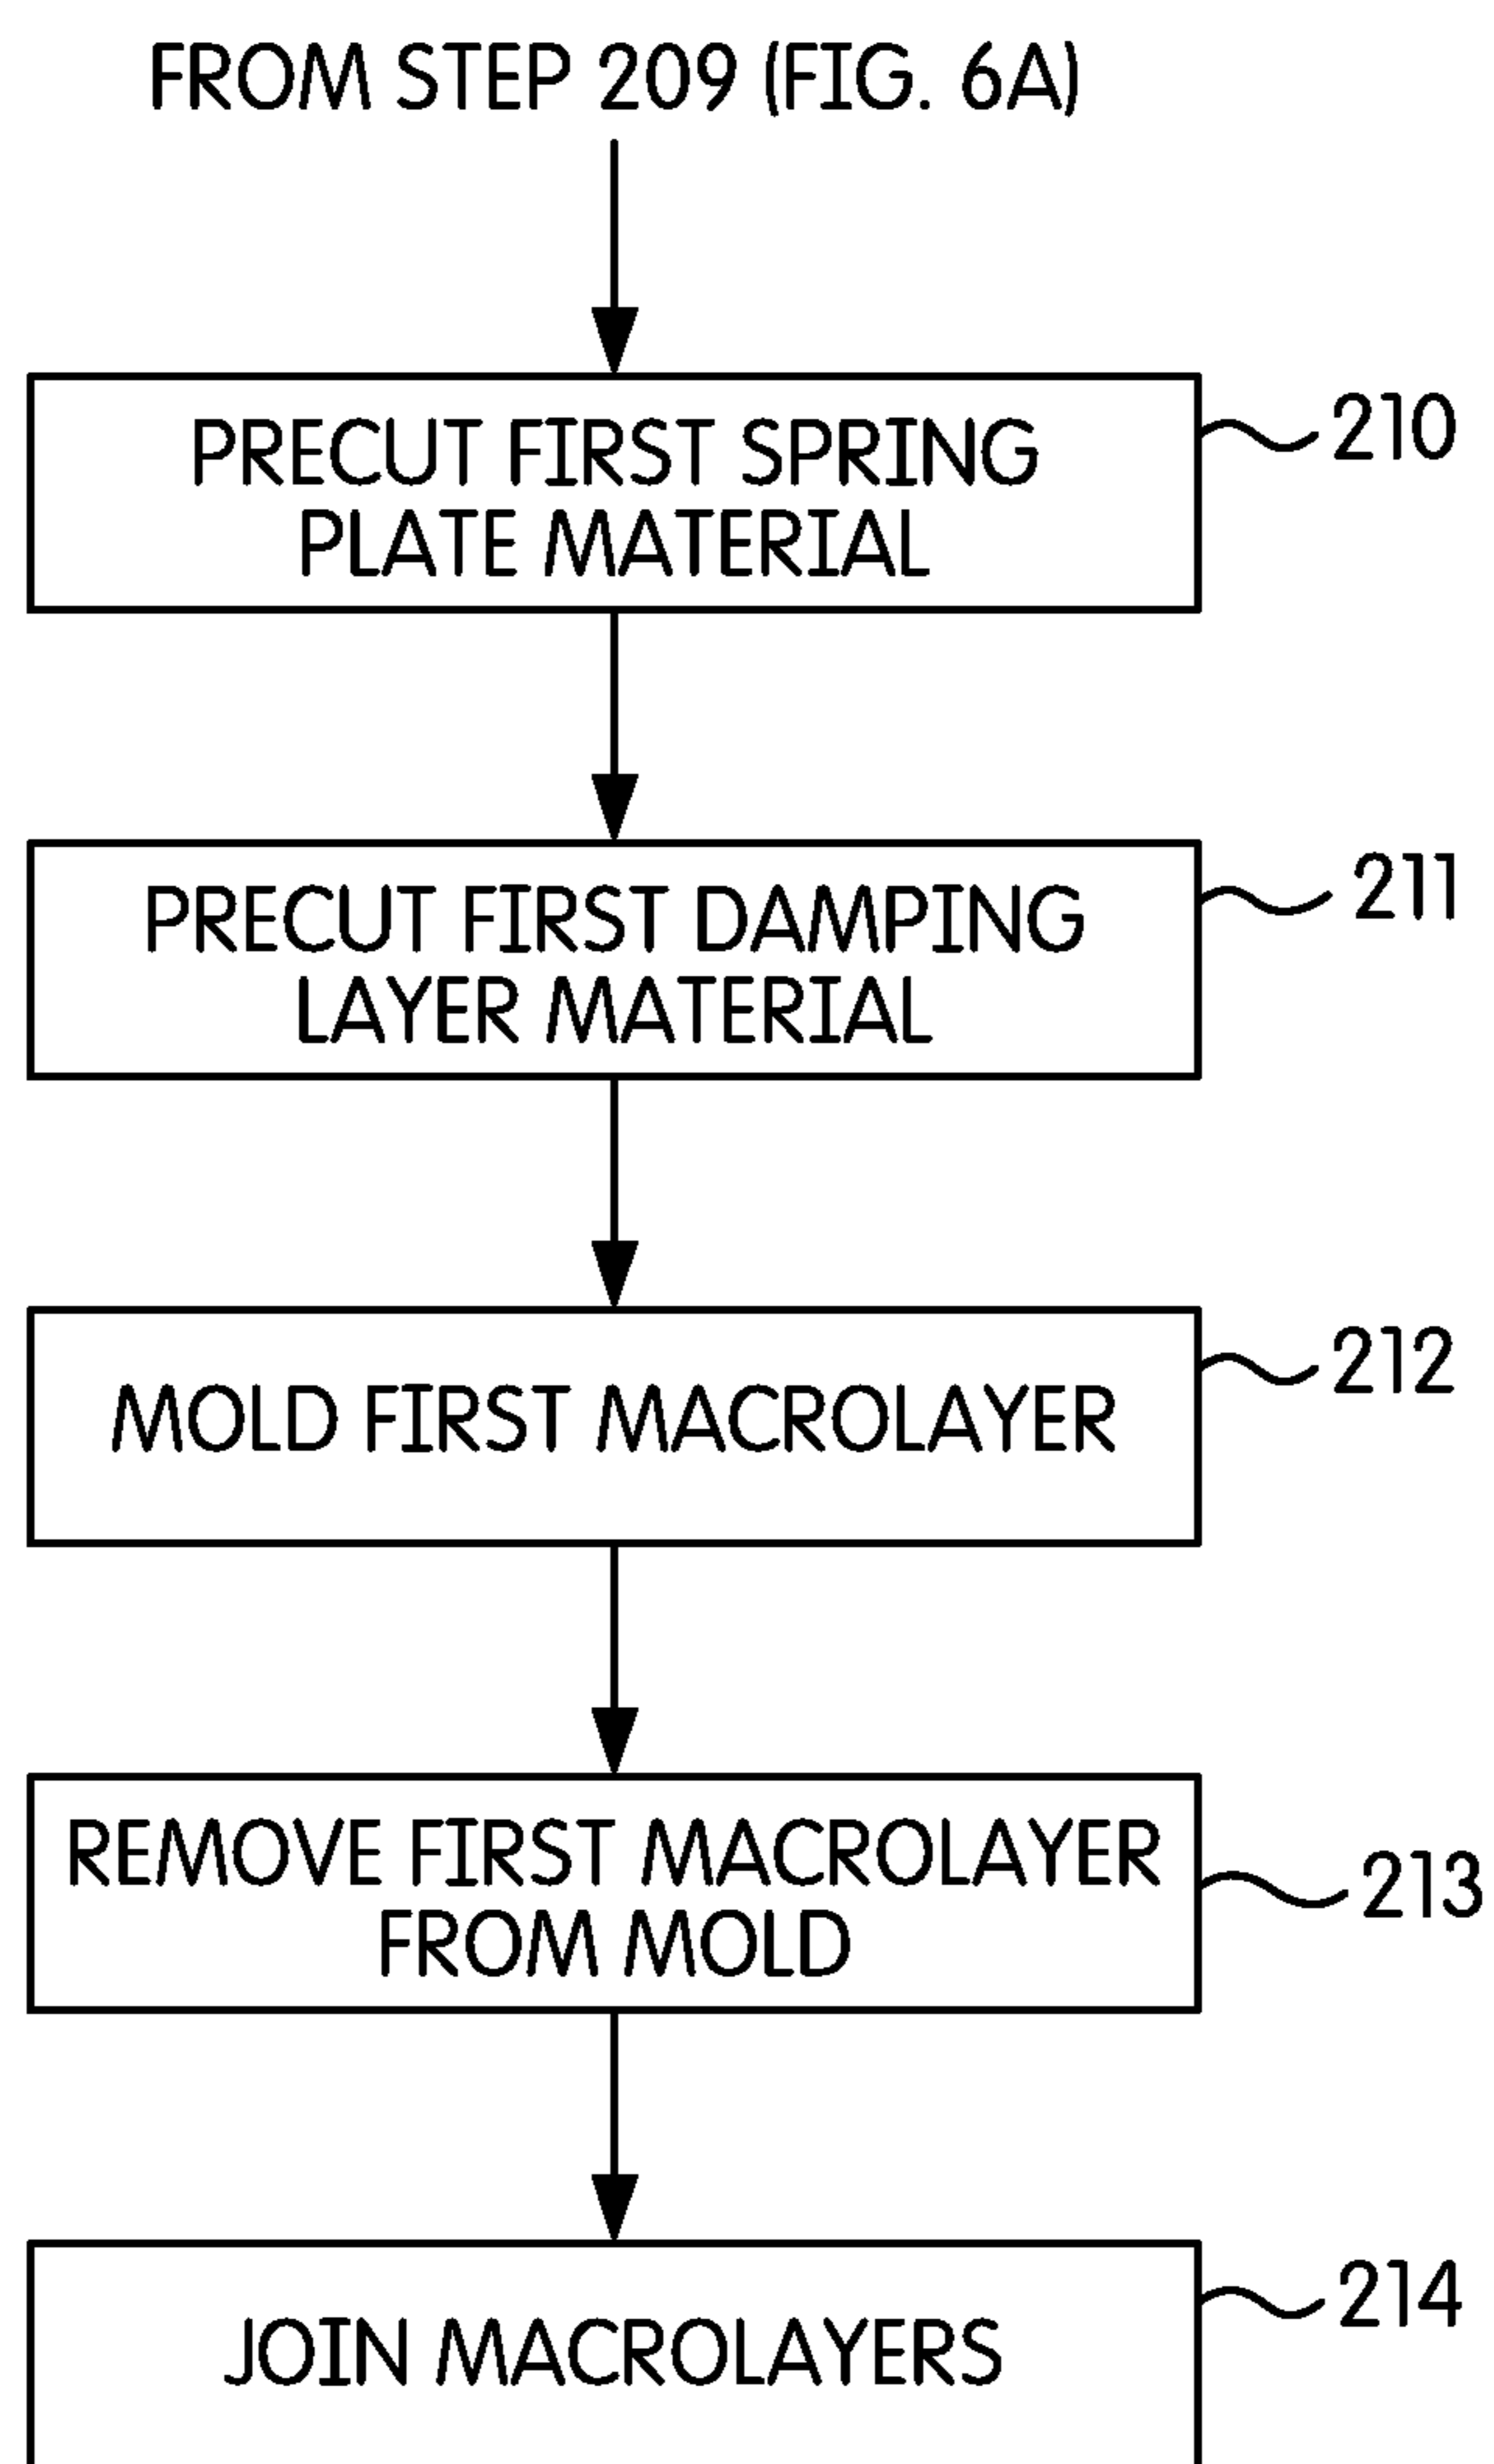 FROM STEP 209 (FIG. 6A)
PRECUT FIRST SPRING
PLATE MATERIAL
210
PRECUT FIRST DAMPING
LAYER MATERIAL
211
MOLD FIRST MACROLAYER
212
REMOVE FIRST MACROLAYER
FROM MOLD
213
JOIN MACROLAYERS
214